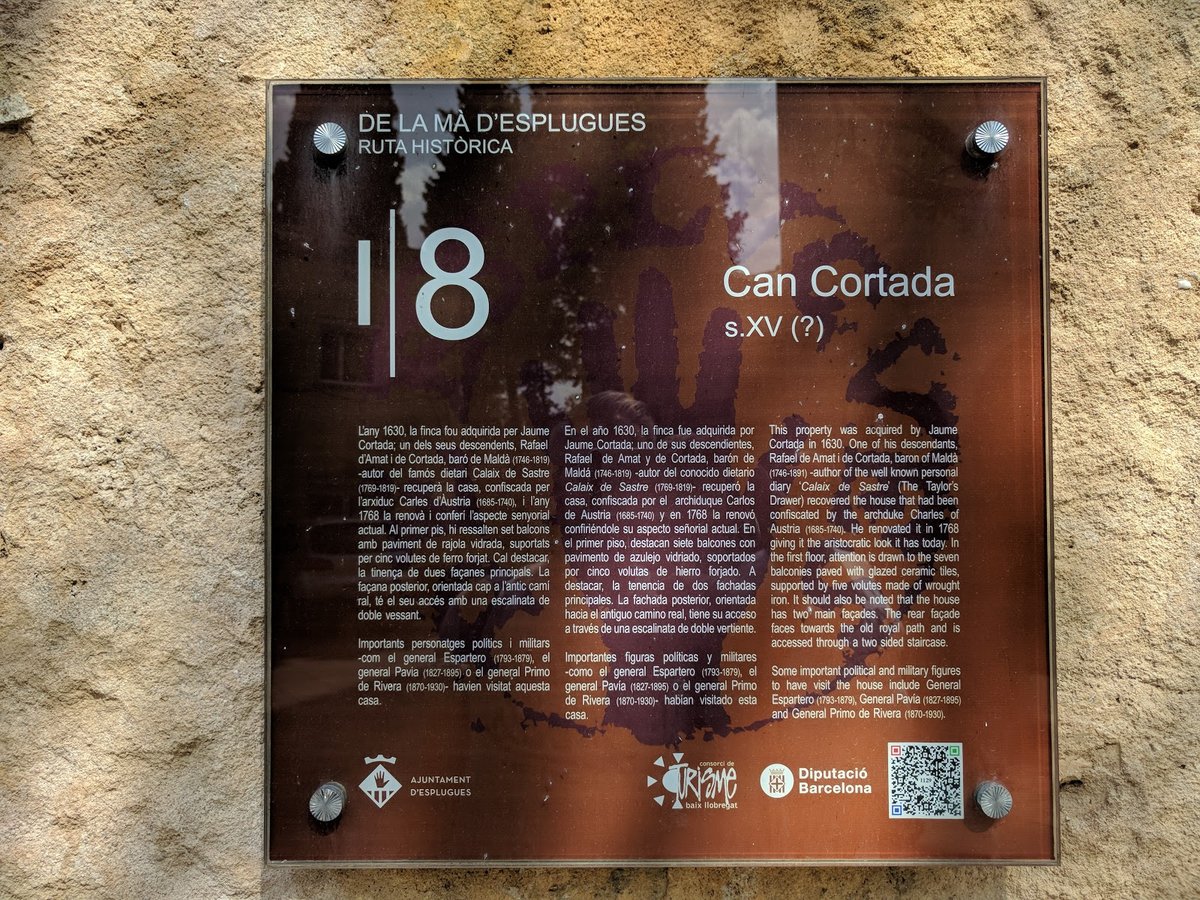 DE LA MÀ D'ESPLUGUES
RUTA HISTÒRICA
I|8
Can Cortada
s.XV (?)
L'any 1630, la finca fou adquirida per Jaume
Cortada; un dels seus descendents, Rafael
d'Amat i de Cortada, baró de Maldà (1746-1819)
-autor del famós dietari Calaix de Sastre
(1769-1819)- recuperà la casa, confiscada per
l'arxiduc Carles d'Àustria (1685-1740), i l'any
1768 la renovà i conferí l'aspecte senyorial
actual. Al primer pis, hi ressalten set balcons
amb paviment de rajola vidrada, suportats
per cinc volutes de ferro forjat. Cal destacar,
la tinença de dues façanes principals. La
façana posterior, orientada cap a l'antic camí
ral, té el seu accés amb una escalinata de
doble vessant.
Importants personatges polítics i militars
-com el general Espartero (1793-1879), el
general Pavía (1827-1895) o el general Primo
de Rivera (1870-1930)- havien visitat aquesta
casa.
En el año 1630, la finca fue adquirida por
Jaume Cortada; uno de sus descendientes,
Rafael de Amat y de Cortada, barón de
Maldá (1746-1819) -autor del conocido dietario
Calaix de Sastre (1769-1819)- recuperó la
casa, confiscada por el archiduque Carlos
de Austria (1685-1740) y en 1768 la renovó
confiriéndole su aspecto señorial actual. En
el primer piso, destacan siete balcones con
pavimento de azulejo vidriado, soportados
por cinco volutas de hierro forjado. A
destacar, la tenencia de dos fachadas
principales. La fachada posterior, orientada
hacia el antiguo camino real, tiene su acceso
a través de una escalinata de doble vertiente.
Importantes figuras políticas y militares
-como el general Espartero (1793-1879), el
general Pavía (1827-1895) o el general Primo
de Rivera (1870-1930)- habían visitado esta
casa.
This property was acquired by Jaume
Cortada in 1630. One of his descendants,
Rafael de Amat i de Cortada, baron of Maldà
(1746-1891) -author of the well known personal
diary 'Calaix de Sastre' (The Taylor's
Drawer) recovered the house that had been
confiscated by the archduke Charles of
Austria (1685-1740). He renovated it in 1768
giving it the aristocratic look it has today. In
the first floor, attention is drawn to the seven
balconies paved with glazed ceramic tiles,
supported by five volutes made of wrought
iron. It should also be noted that the house
has two main façades. The rear façade
faces towards the old royal path and is
accessed through a two sided staircase.
Some important political and military figures
to have visit the house include General
Espartero (1793-1879), General Pavía (1827-1895)
and General Primo de Rivera (1870-1930).
AJUNTAMENT
D'ESPLUGUES
consorci de
TURISME
baix llobregat
Diputació
Barcelona